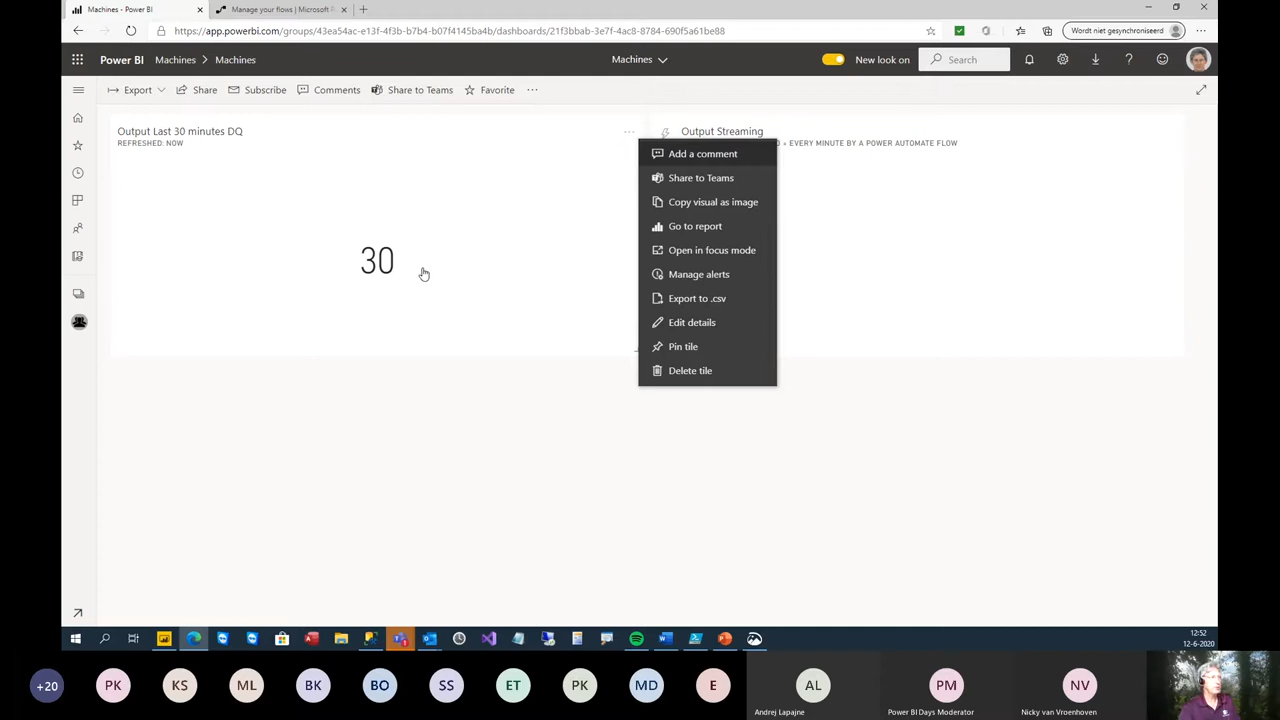 Machines - Power BI
Manage your flows | Microsoft P
https://app.powerbi.com/groups/43ea54ac-e13f-4f3b-b7b4-b07f4145ba4b/dashboards/21f3bbab-3e7f-4ac8-8784-690f5a61be88
Wordt niet gesynchroniseerd
Power BI
Machines
Machines
Machines
New look on
Search
Export
Share
Subscribe
Comments
Share to Teams
Favorite
Output Last 30 minutes DQ
REFRESHED: NOW
30
Output Streaming
EVERY MINUTE BY A POWER AUTOMATE FLOW
Add a comment
Share to Teams
Copy visual as image
Go to report
Open in focus mode
Manage alerts
Export to .csv
Edit details
Pin tile
Delete tile
12:52
12-6-2020
+20
PK
KS
ML
BK
BO
SS
ET
PK
MD
E
AL
PM
NV
Andrej Lapajne
Power BI Days Moderator
Nicky van Vroenhoven